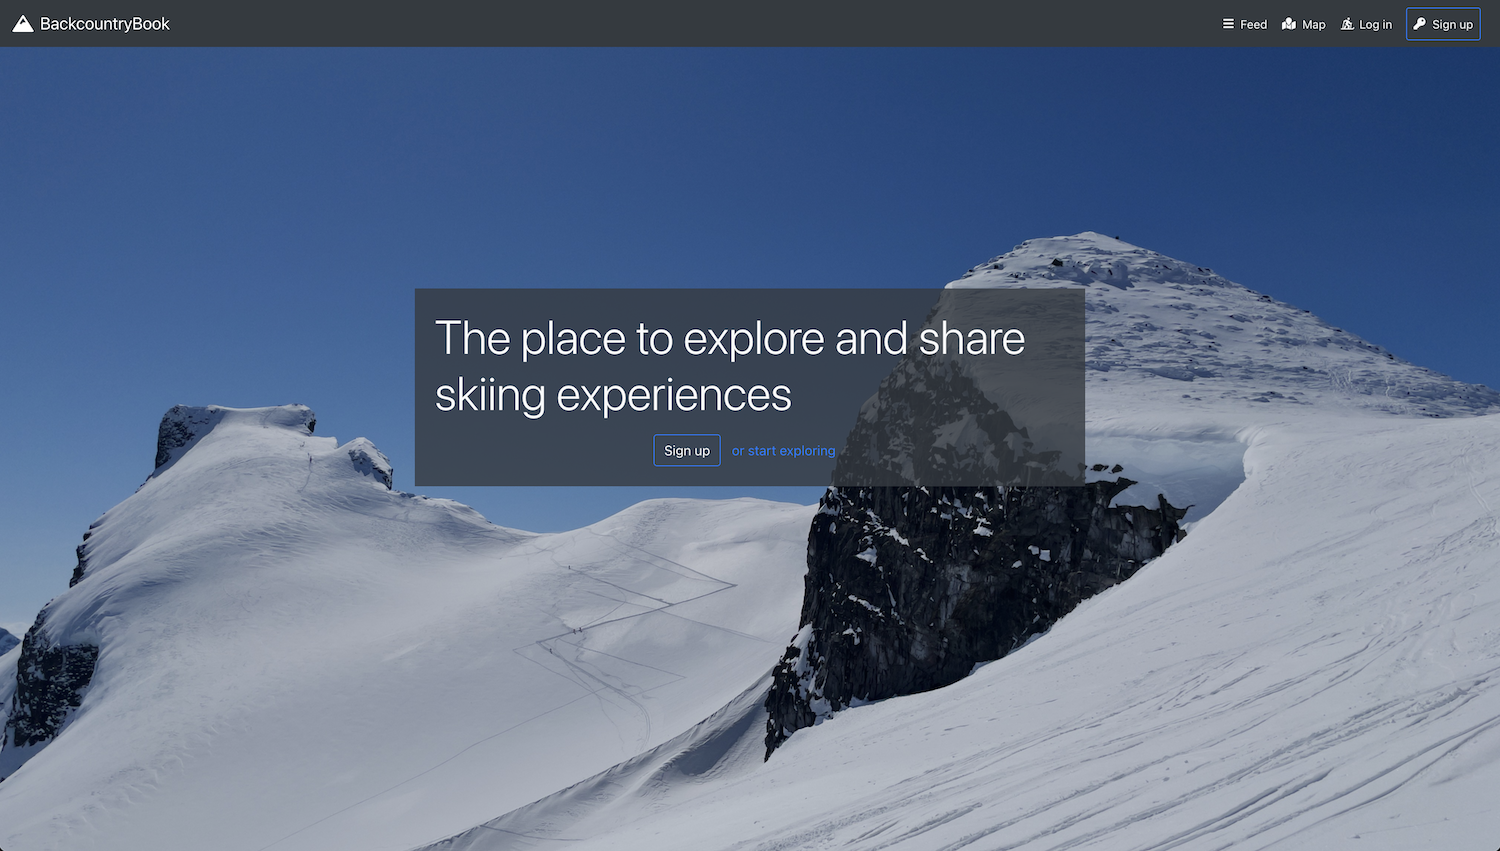 BackcountryBook
Feed
Map
Log in
Sign up
The place to explore and share
skiing experiences
Sign up
or start exploring